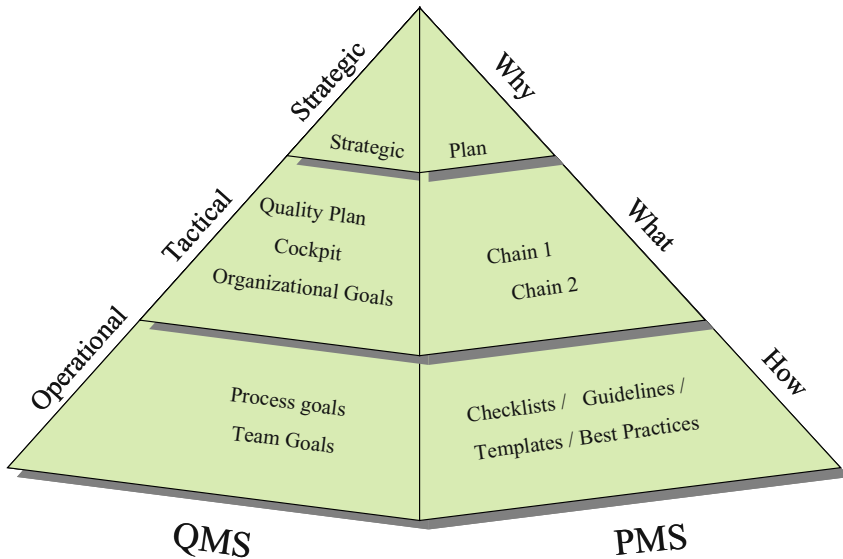 Strategic
Why
Strategic Plan
Tactical
What
Quality Plan
Cockpit
Organizational Goals
Chain 1
Chain 2
Operational
How
Process goals
Team Goals
Checklists / Guidelines /
Templates / Best Practices
QMS
PMS